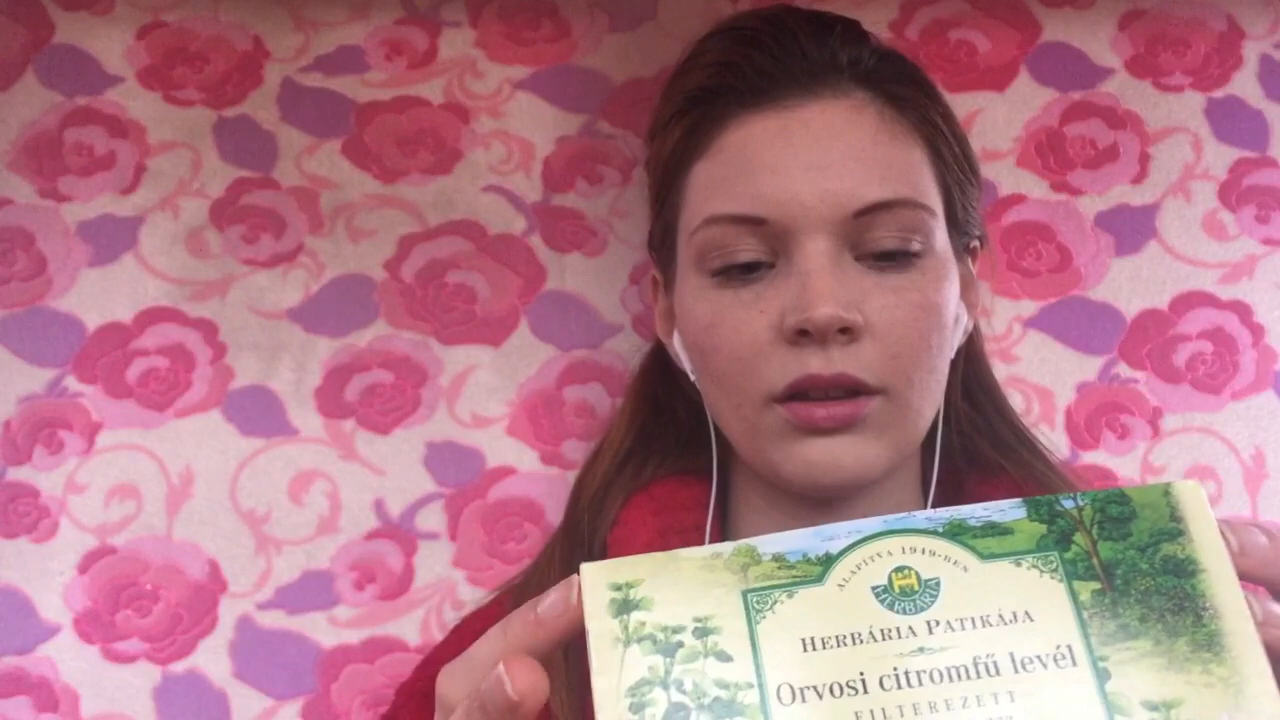 ALAPÍTVA 1949-BEN
HERBÁRIA
HERBÁRIA PATIKÁJA
Orvosi citromfű levél
FILTEREZETT